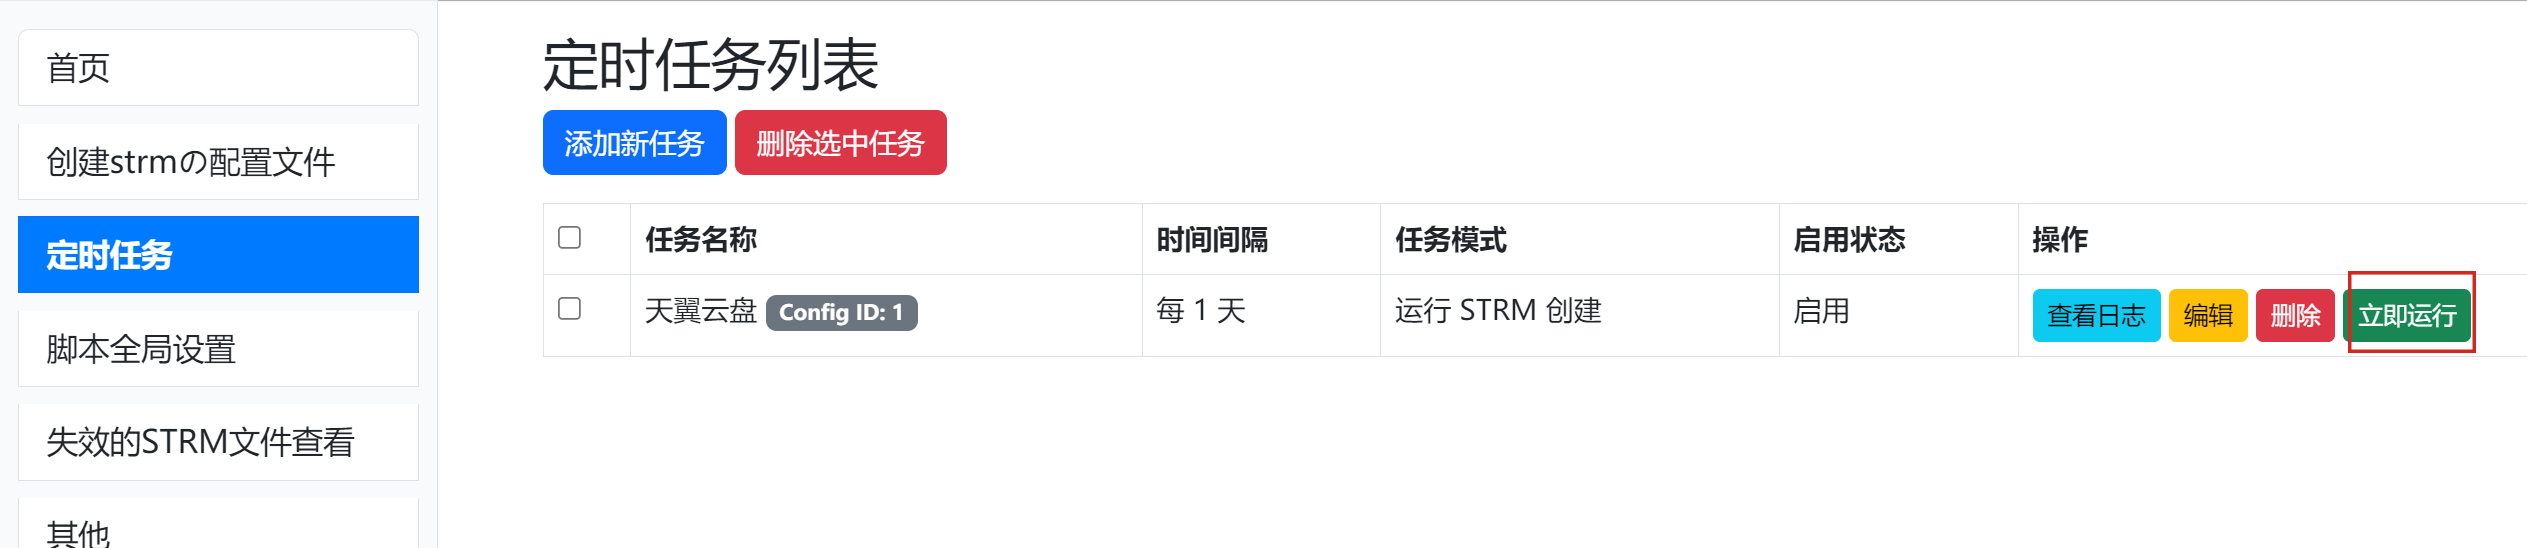 首页
创建strmの配置文件
定时任务
脚本全局设置
失效的STRM文件查看
其他
定时任务列表
添加新任务 删除选中任务
任务名称 时间间隔 任务模式 启用状态 操作
天翼云盘 Config ID: 1 每 1 天 运行 STRM 创建 启用 查看日志 编辑 删除 立即运行